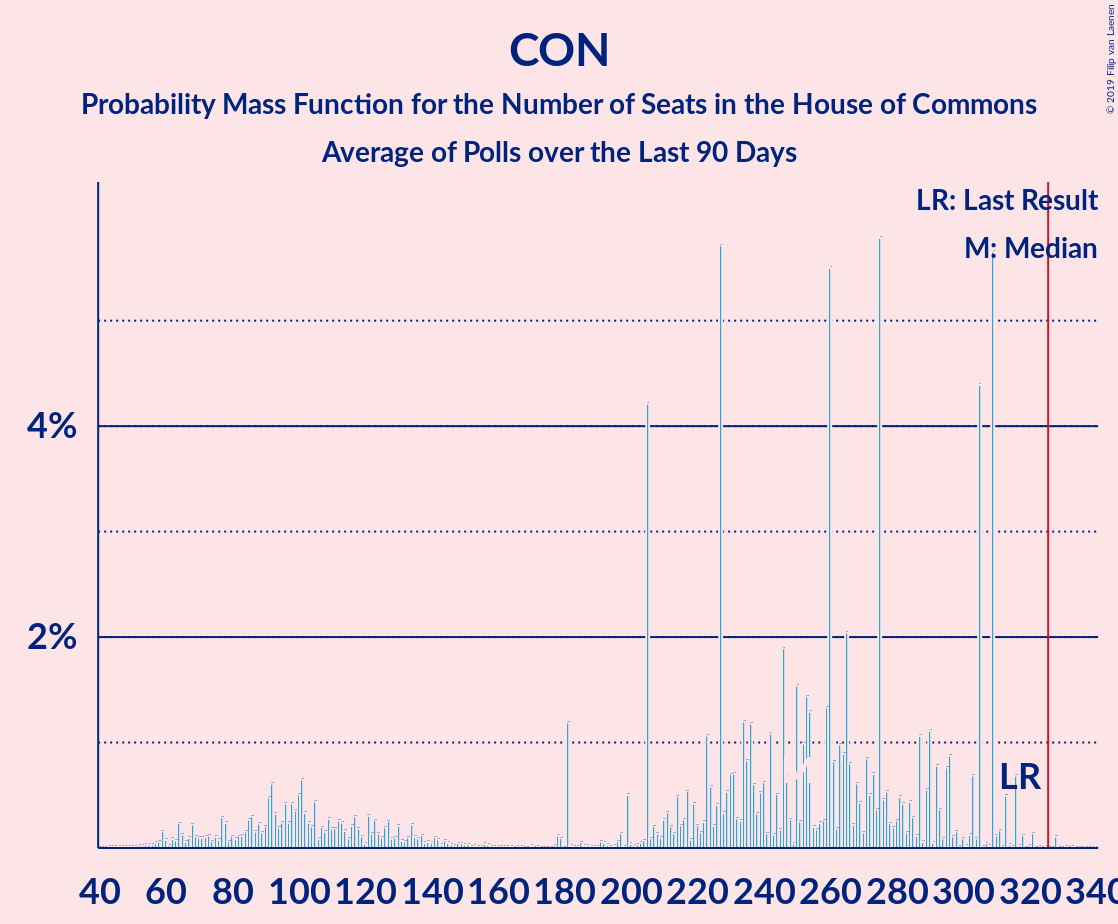 CON
Probability Mass Function for the Number of Seats in the House of Commons
Average of Polls over the Last 90 Days
© 2019 Filip van Laenen
LR: Last Result
M: Median
4%
2%
LR
40 60 80 100 120 140 160 180 200 220 240 260 280 300 320 340